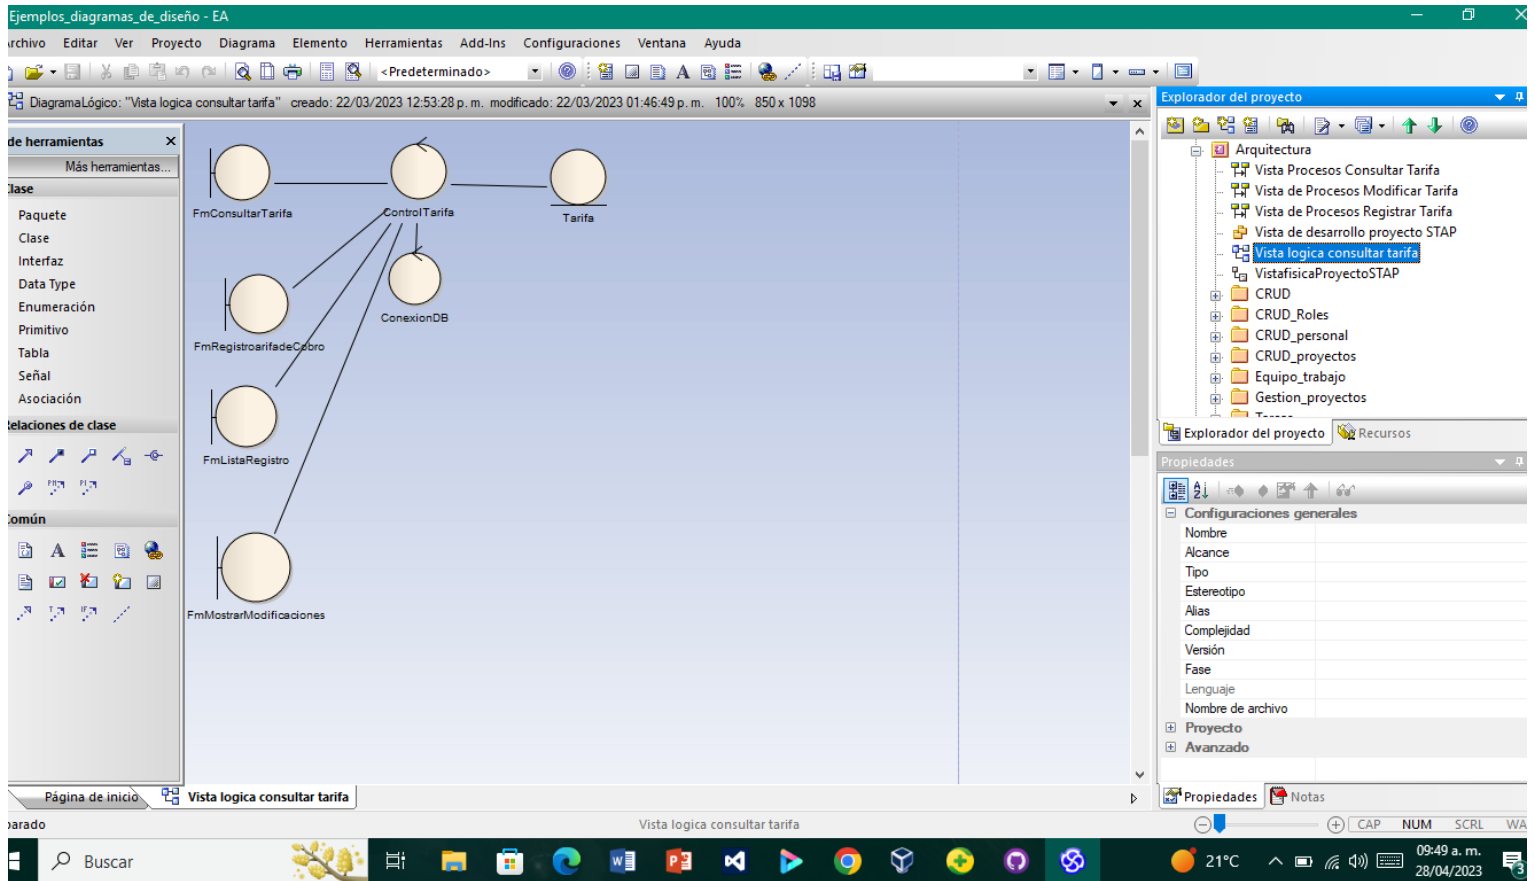 Ejemplos_diagramas_de_diseño - EA
rchivo Editar Ver Proyecto Diagrama Elemento Herramientas Add-Ins Configuraciones Ventana Ayuda
<Predeterminado>
DiagramaLógico: "Vista logica consultar tarifa" creado: 22/03/2023 12:53:28 p. m. modificado: 22/03/2023 01:46:49 p. m. 100% 850 x 1098
de herramientas
Más herramientas...
lase
Paquete
Clase
Interfaz
Data Type
Enumeración
Primitivo
Tabla
Señal
Asociación
elaciones de clase
omún
FmConsultarTarifa
ControlTarifa
Tarifa
ConexionDB
FmRegistroarifadeCobro
FmListaRegistro
FmMostrarModificaciones
Explorador del proyecto
Arquitectura
Vista Procesos Consultar Tarifa
Vista de Procesos Modificar Tarifa
Vista de Procesos Registrar Tarifa
Vista de desarrollo proyecto STAP
Vista logica consultar tarifa
VistafisicaProyectoSTAP
CRUD
CRUD_Roles
CRUD_personal
CRUD_proyectos
Equipo_trabajo
Gestion_proyectos
Explorador del proyecto Recursos
Propiedades
Configuraciones generales
Nombre
Alcance
Tipo
Estereotipo
Alias
Complejidad
Versión
Fase
Lenguaje
Nombre de archivo
Proyecto
Avanzado
Propiedades Notas
Página de inicio Vista logica consultar tarifa
parado Vista logica consultar tarifa CAP NUM SCRL WA
Buscar 21°C 09:49 a. m.
28/04/2023